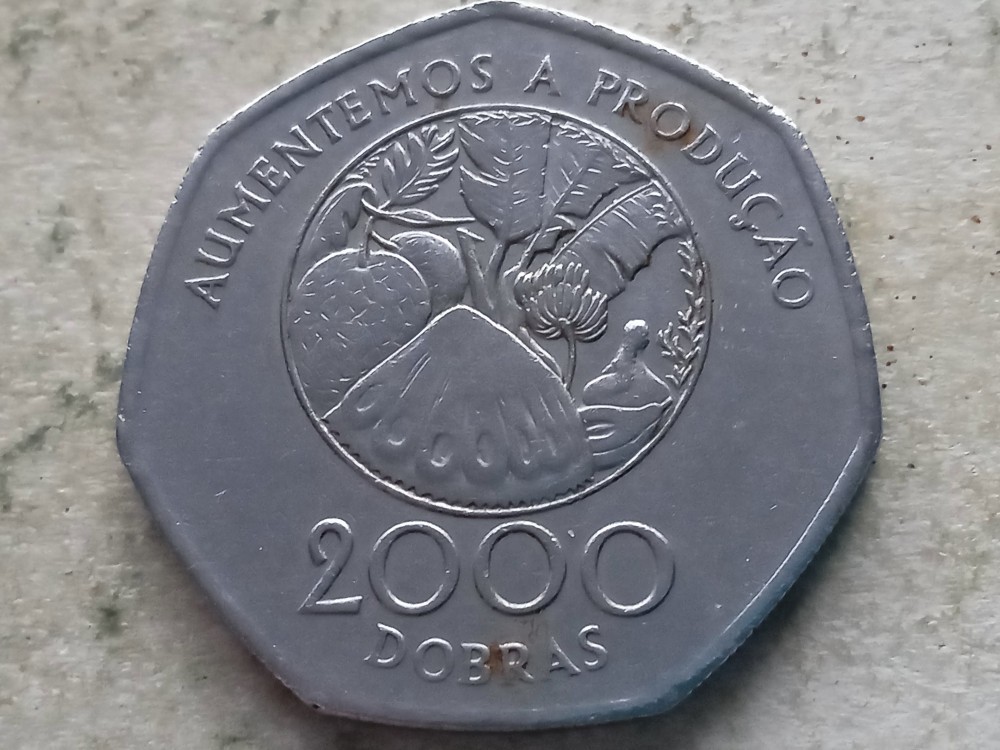 AUMENTEMOS A PRODUÇÃO
2000
DOBRAS